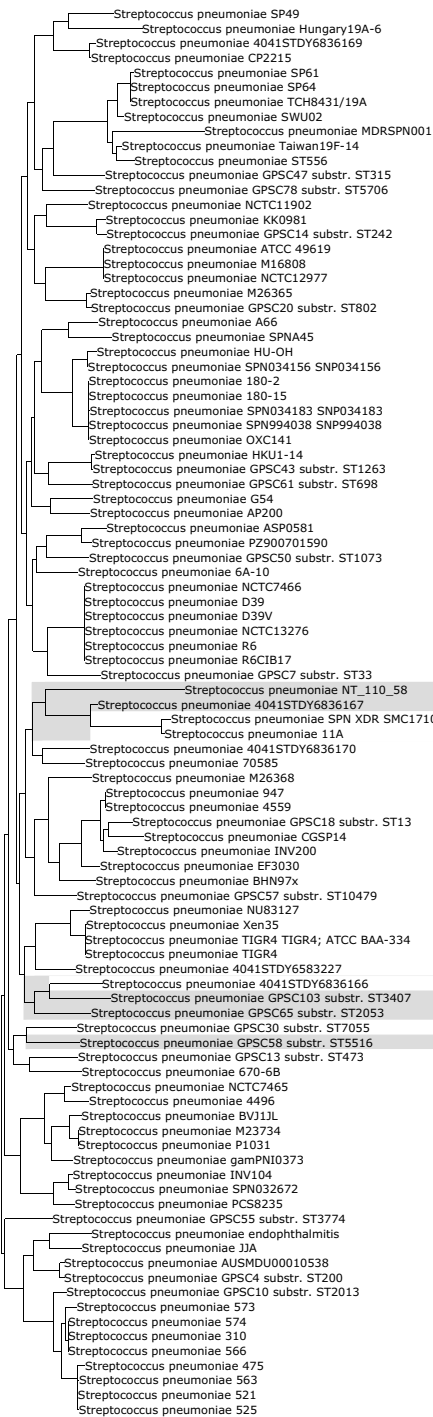 Streptococcus pneumoniae SP49
Streptococcus pneumoniae Hungary19A-6
Streptococcus pneumoniae 4041STDY6836169
Streptococcus pneumoniae CP2215
Streptococcus pneumoniae SP61
Streptococcus pneumoniae SP64
Streptococcus pneumoniae TCH8431/19A
Streptococcus pneumoniae SWU02
Streptococcus pneumoniae MDRSPN001
Streptococcus pneumoniae Taiwan19F-14
Streptococcus pneumoniae ST556
Streptococcus pneumoniae GPSC47 substr. ST315
Streptococcus pneumoniae GPSC78 substr. ST5706
Streptococcus pneumoniae NCTC11902
Streptococcus pneumoniae KK0981
Streptococcus pneumoniae GPSC14 substr. ST242
Streptococcus pneumoniae ATCC 49619
Streptococcus pneumoniae M16808
Streptococcus pneumoniae NCTC12977
Streptococcus pneumoniae M26365
Streptococcus pneumoniae GPSC20 substr. ST802
Streptococcus pneumoniae A66
Streptococcus pneumoniae SPNA45
Streptococcus pneumoniae HU-OH
Streptococcus pneumoniae SPN034156 SNP034156
Streptococcus pneumoniae 180-2
Streptococcus pneumoniae 180-15
Streptococcus pneumoniae SPN034183 SNP034183
Streptococcus pneumoniae SPN994038 SNP994038
Streptococcus pneumoniae OXC141
Streptococcus pneumoniae HKU1-14
Streptococcus pneumoniae GPSC43 substr. ST1263
Streptococcus pneumoniae GPSC61 substr. ST698
Streptococcus pneumoniae G54
Streptococcus pneumoniae AP200
Streptococcus pneumoniae ASP0581
Streptococcus pneumoniae PZ900701590
Streptococcus pneumoniae GPSC50 substr. ST1073
Streptococcus pneumoniae 6A-10
Streptococcus pneumoniae NCTC7466
Streptococcus pneumoniae D39
Streptococcus pneumoniae D39V
Streptococcus pneumoniae NCTC13276
Streptococcus pneumoniae R6
Streptococcus pneumoniae R6CIB17
Streptococcus pneumoniae GPSC7 substr. ST33
Streptococcus pneumoniae NT_110_58
Streptococcus pneumoniae 4041STDY6836167
Streptococcus pneumoniae SPN XDR SMC1710
Streptococcus pneumoniae 11A
Streptococcus pneumoniae 4041STDY6836170
Streptococcus pneumoniae 70585
Streptococcus pneumoniae M26368
Streptococcus pneumoniae 947
Streptococcus pneumoniae 4559
Streptococcus pneumoniae GPSC18 substr. ST13
Streptococcus pneumoniae CGSP14
Streptococcus pneumoniae INV200
Streptococcus pneumoniae EF3030
Streptococcus pneumoniae BHN97x
Streptococcus pneumoniae GPSC57 substr. ST10479
Streptococcus pneumoniae NU83127
Streptococcus pneumoniae Xen35
Streptococcus pneumoniae TIGR4 TIGR4; ATCC BAA-334
Streptococcus pneumoniae TIGR4
Streptococcus pneumoniae 4041STDY6583227
Streptococcus pneumoniae 4041STDY6836166
Streptococcus pneumoniae GPSC103 substr. ST3407
Streptococcus pneumoniae GPSC65 substr. ST2053
Streptococcus pneumoniae GPSC30 substr. ST7055
Streptococcus pneumoniae GPSC58 substr. ST5516
Streptococcus pneumoniae GPSC13 substr. ST473
Streptococcus pneumoniae 670-6B
Streptococcus pneumoniae NCTC7465
Streptococcus pneumoniae 4496
Streptococcus pneumoniae BVJ1JL
Streptococcus pneumoniae M23734
Streptococcus pneumoniae P1031
Streptococcus pneumoniae gamPNI0373
Streptococcus pneumoniae INV104
Streptococcus pneumoniae SPN032672
Streptococcus pneumoniae PCS8235
Streptococcus pneumoniae GPSC55 substr. ST3774
Streptococcus pneumoniae endophthalmitis
Streptococcus pneumoniae JJA
Streptococcus pneumoniae AUSMDU00010538
Streptococcus pneumoniae GPSC4 substr. ST200
Streptococcus pneumoniae GPSC10 substr. ST2013
Streptococcus pneumoniae 573
Streptococcus pneumoniae 574
Streptococcus pneumoniae 310
Streptococcus pneumoniae 566
Streptococcus pneumoniae 475
Streptococcus pneumoniae 563
Streptococcus pneumoniae 521
Streptococcus pneumoniae 525